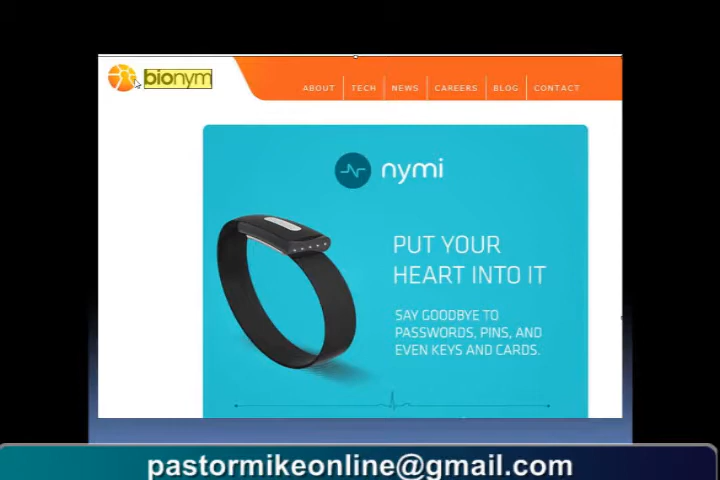 bionym
ABOUT TECH NEWS CAREERS BLOG CONTACT
nymi
PUT YOUR
HEART INTO IT
SAY GOODBYE TO
PASSWORDS, PINS, AND
EVEN KEYS AND CARDS.
pastormikeonline@gmail.com